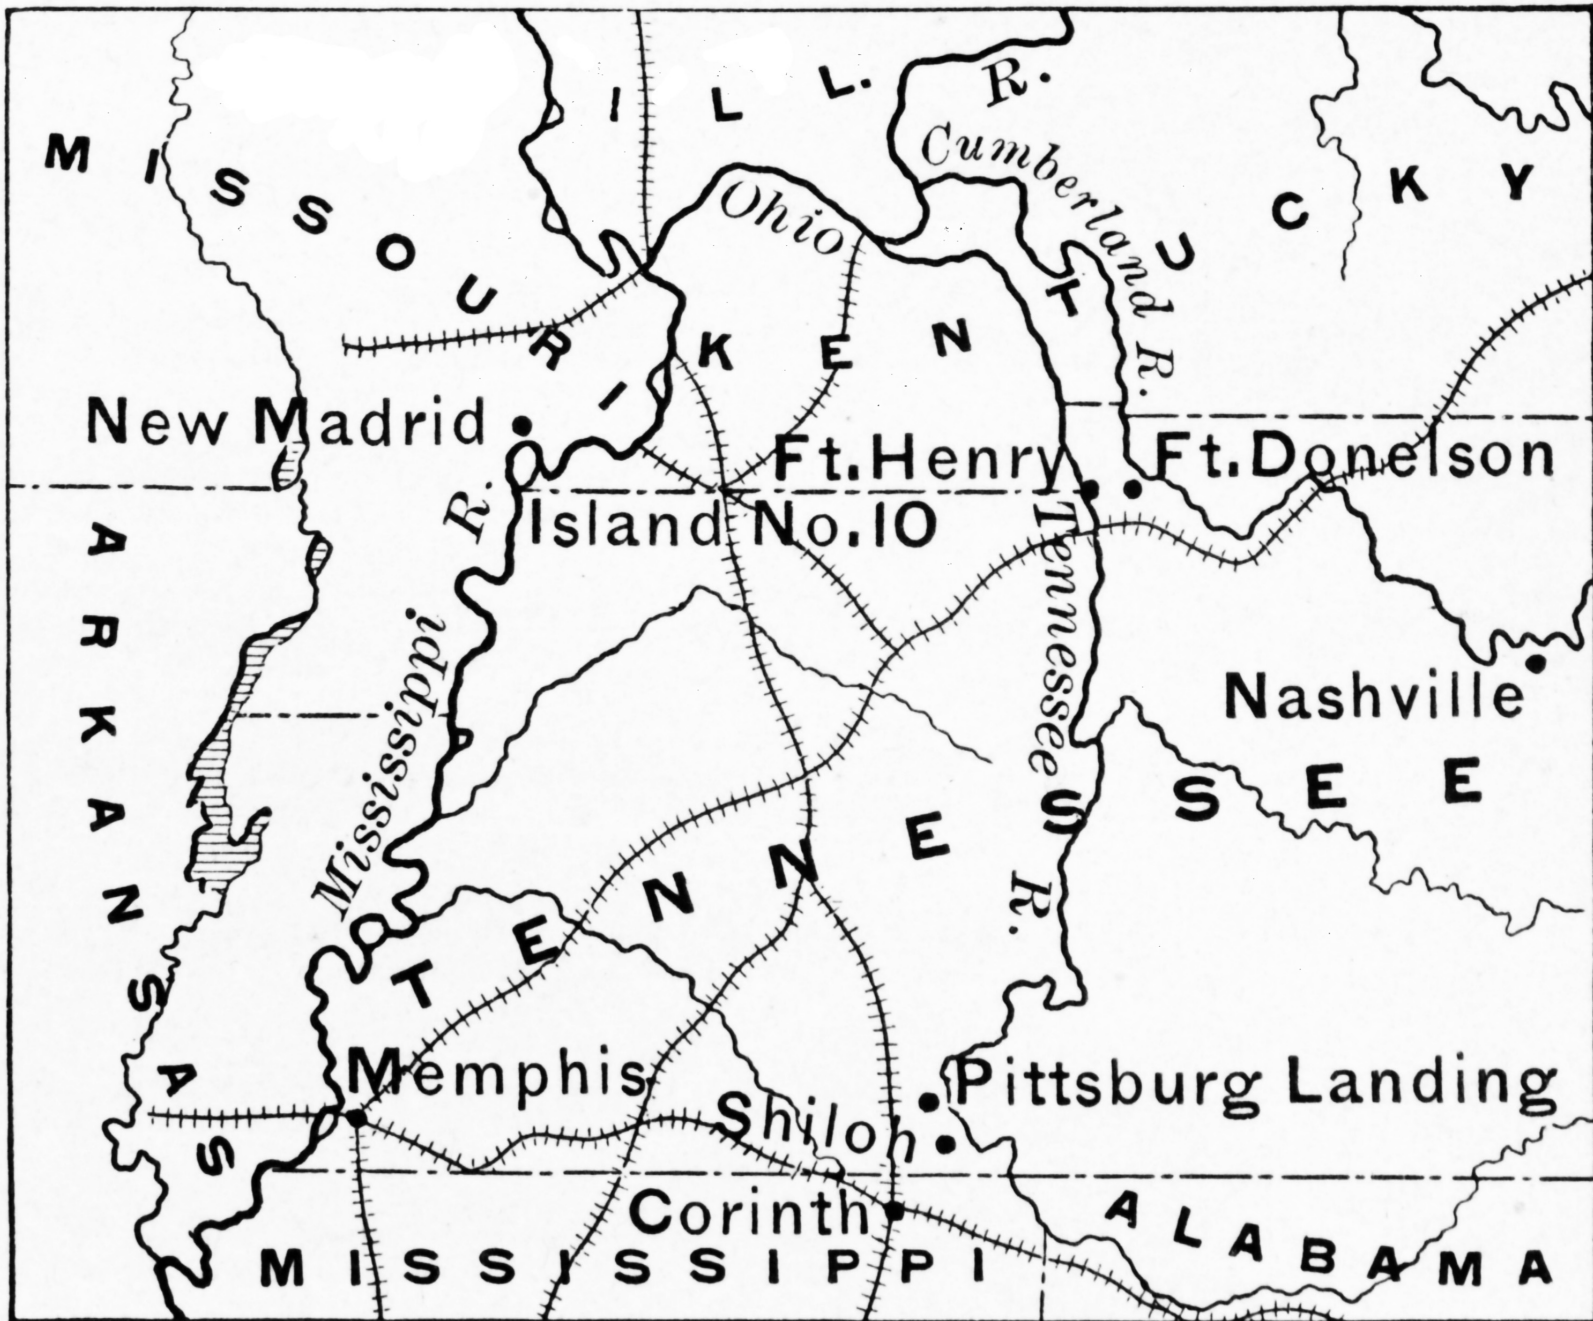 ILL.
R.
Cumberland R.
MISSOURI
Ohio
KENTUCKY
New Madrid
Ft. Henry
Ft. Donelson
Island No. 10
Mississippi R.
Tennessee R.
ARKANSAS
Nashville
TENNESSEE
Memphis
Pittsburg Landing
Shiloh
Corinth
MISSISSIPPI
ALABAMA